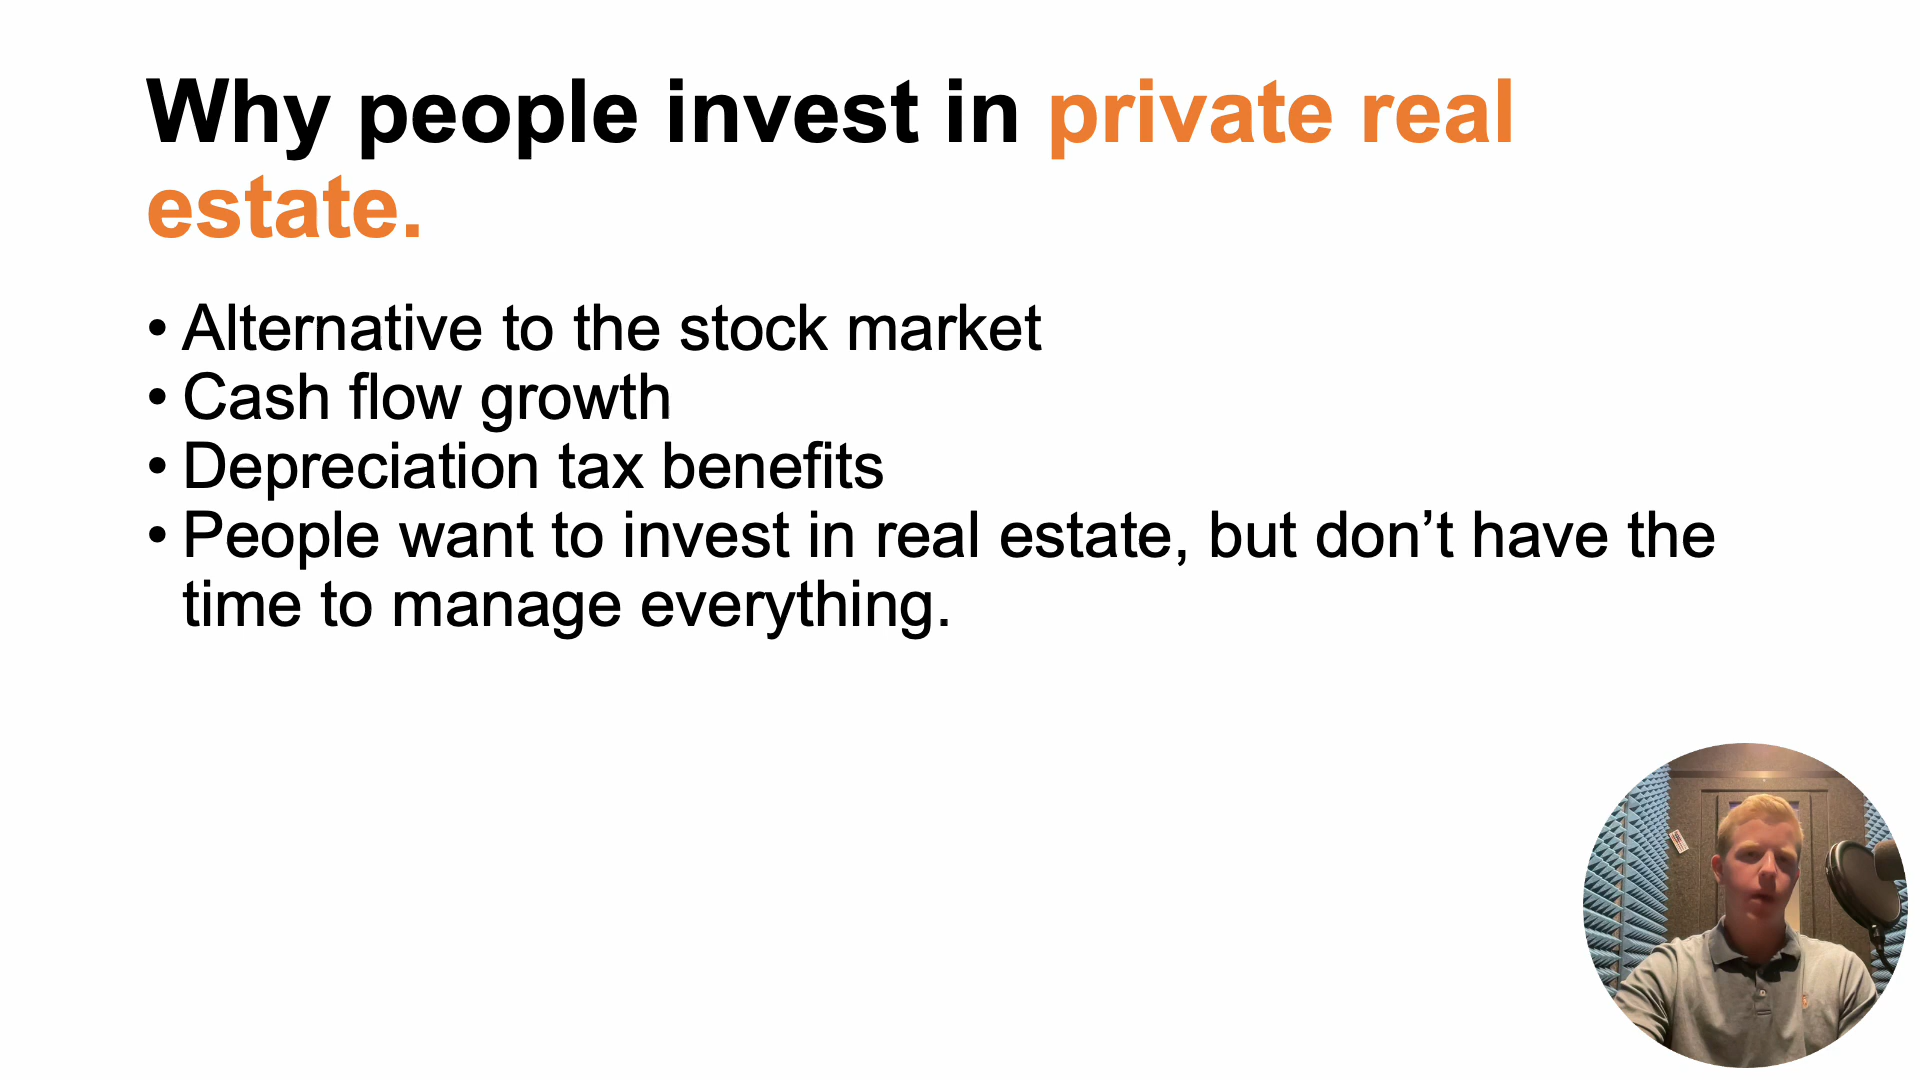 Why people invest in private real
estate.
• Alternative to the stock market
• Cash flow growth
• Depreciation tax benefits
• People want to invest in real estate, but don’t have the
time to manage everything.